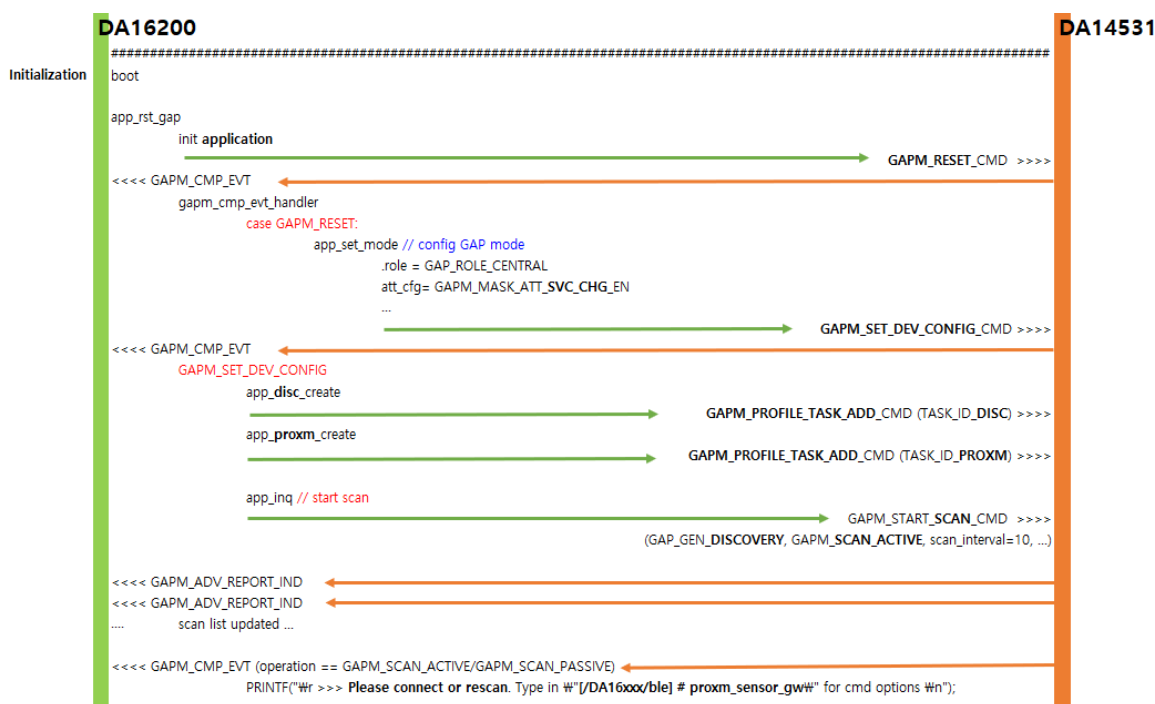 DA16200 DA14531
################################################################################################################################
Initialization boot
app_rst_gap
init application
GAPM_RESET_CMD >>>>
<<<< GAPM_CMP_EVT
gapm_cmp_evt_handler
case GAPM_RESET:
app_set_mode // config GAP mode
.role = GAP_ROLE_CENTRAL
att_cfg= GAPM_MASK_ATT_SVC_CHG_EN
...
GAPM_SET_DEV_CONFIG_CMD >>>>
<<<< GAPM_CMP_EVT
GAPM_SET_DEV_CONFIG
app_disc_create
GAPM_PROFILE_TASK_ADD_CMD (TASK_ID_DISC) >>>>
app_proxm_create
GAPM_PROFILE_TASK_ADD_CMD (TASK_ID_PROXM) >>>>
app_inq // start scan
GAPM_START_SCAN_CMD >>>>
(GAP_GEN_DISCOVERY, GAPM_SCAN_ACTIVE, scan_interval=10, ...)
<<<< GAPM_ADV_REPORT_IND
<<<< GAPM_ADV_REPORT_IND
.... scan list updated ...
<<<< GAPM_CMP_EVT (operation == GAPM_SCAN_ACTIVE/GAPM_SCAN_PASSIVE)
PRINTF("₩r >>> Please connect or rescan. Type in ₩"[/DA16xxx/ble] # proxm_sensor_gw₩" for cmd options ₩n");